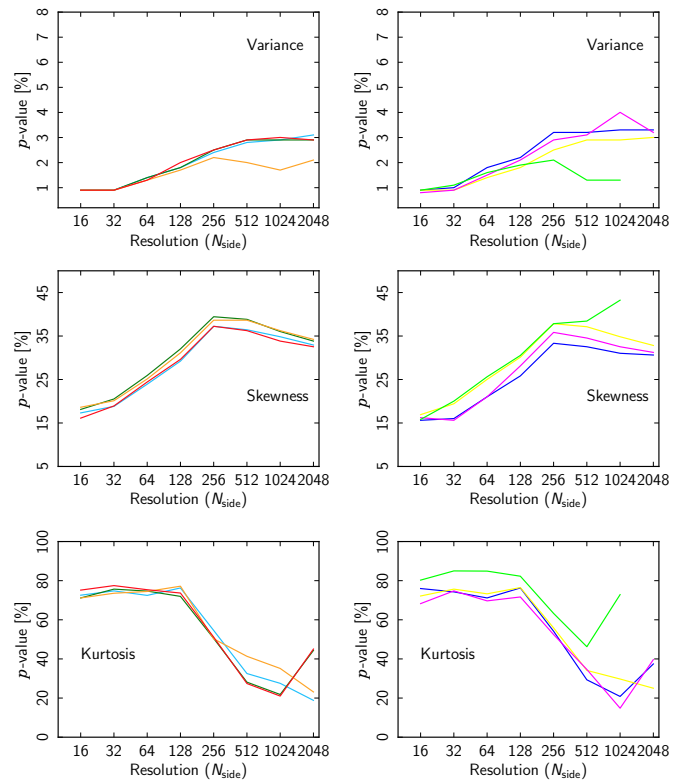 p-value [%]
8
7
6
5
4
3
2
1
Variance
16 32 64 128 256 512 1024 2048
Resolution (Nside)
p-value [%]
8
7
6
5
4
3
2
1
Variance
16 32 64 128 256 512 1024 2048
Resolution (Nside)
p-value [%]
45
35
25
15
5
Skewness
16 32 64 128 256 512 1024 2048
Resolution (Nside)
p-value [%]
45
35
25
15
5
Skewness
16 32 64 128 256 512 1024 2048
Resolution (Nside)
p-value [%]
100
80
60
40
20
0
Kurtosis
16 32 64 128 256 512 1024 2048
Resolution (Nside)
p-value [%]
100
80
60
40
20
0
Kurtosis
16 32 64 128 256 512 1024 2048
Resolution (Nside)